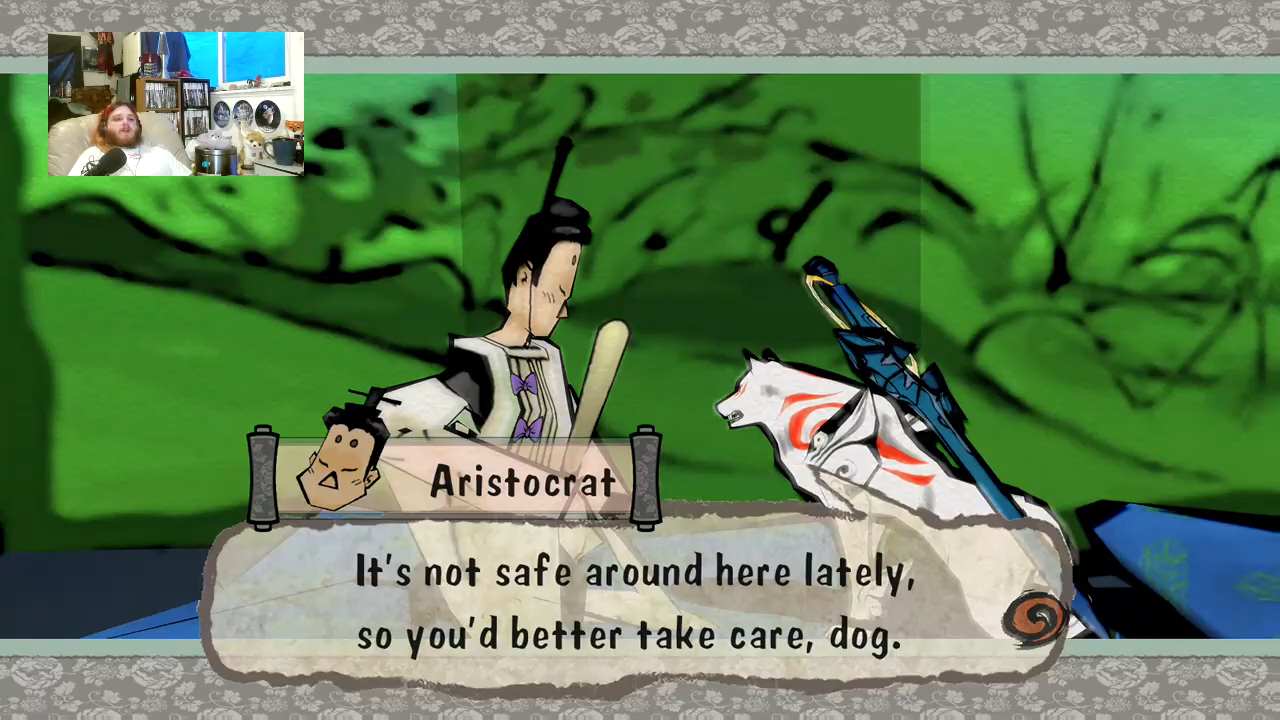 Aristocrat
It's not safe around here lately,
so you'd better take care, dog.